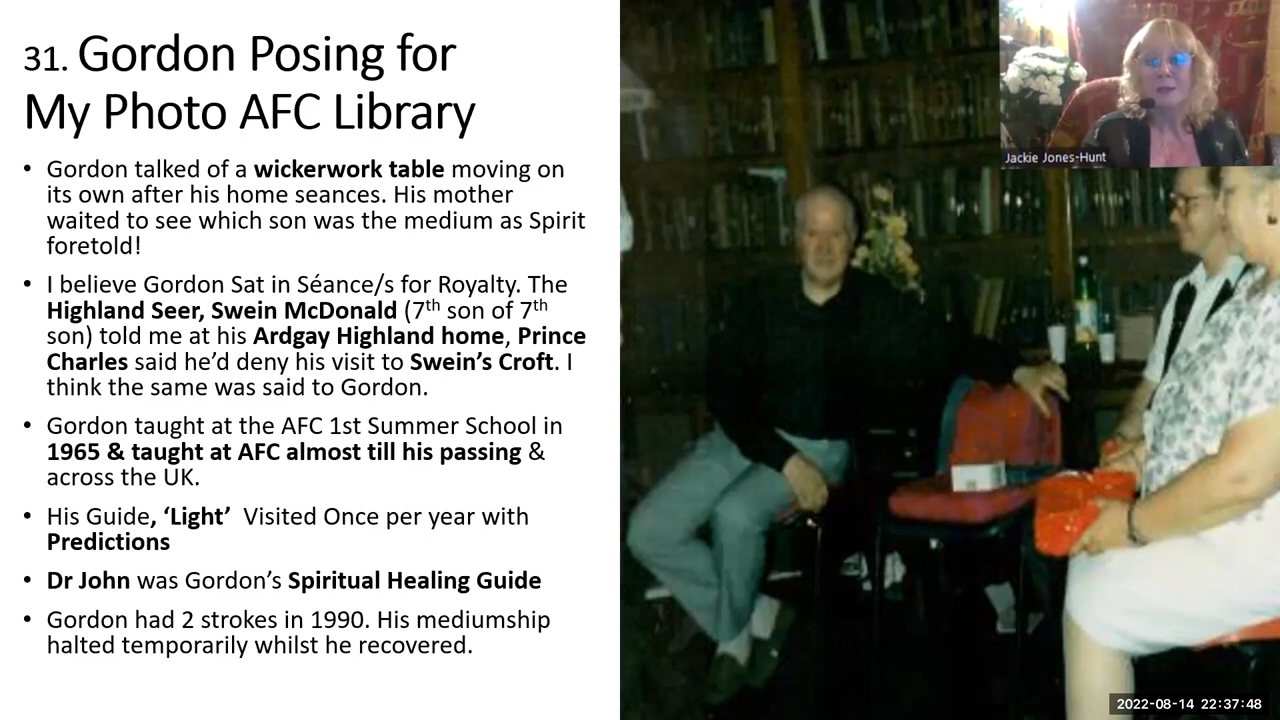 31. Gordon Posing for
My Photo AFC Library
• Gordon talked of a wickerwork table moving on
its own after his home seances. His mother
waited to see which son was the medium as Spirit
foretold!
• I believe Gordon Sat in Séance/s for Royalty. The
Highland Seer, Swein McDonald (7th son of 7th
son) told me at his Ardgay Highland home, Prince
Charles said he’d deny his visit to Swein’s Croft. I
think the same was said to Gordon.
• Gordon taught at the AFC 1st Summer School in
1965 & taught at AFC almost till his passing &
across the UK.
• His Guide, ‘Light’ Visited Once per year with
Predictions
• Dr John was Gordon’s Spiritual Healing Guide
• Gordon had 2 strokes in 1990. His mediumship
halted temporarily whilst he recovered.
Jackie Jones-Hunt
2022-08-14 22:37:48